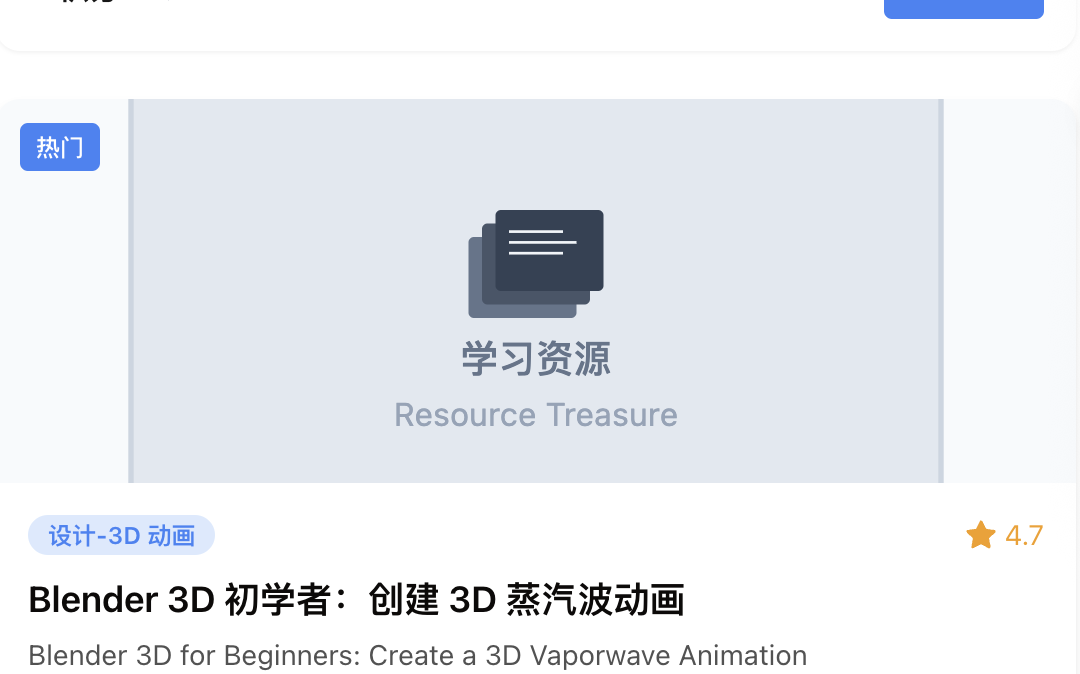 热门
学习资源
Resource Treasure
设计-3D 动画
4.7
Blender 3D 初学者：创建 3D 蒸汽波动画
Blender 3D for Beginners: Create a 3D Vaporwave Animation